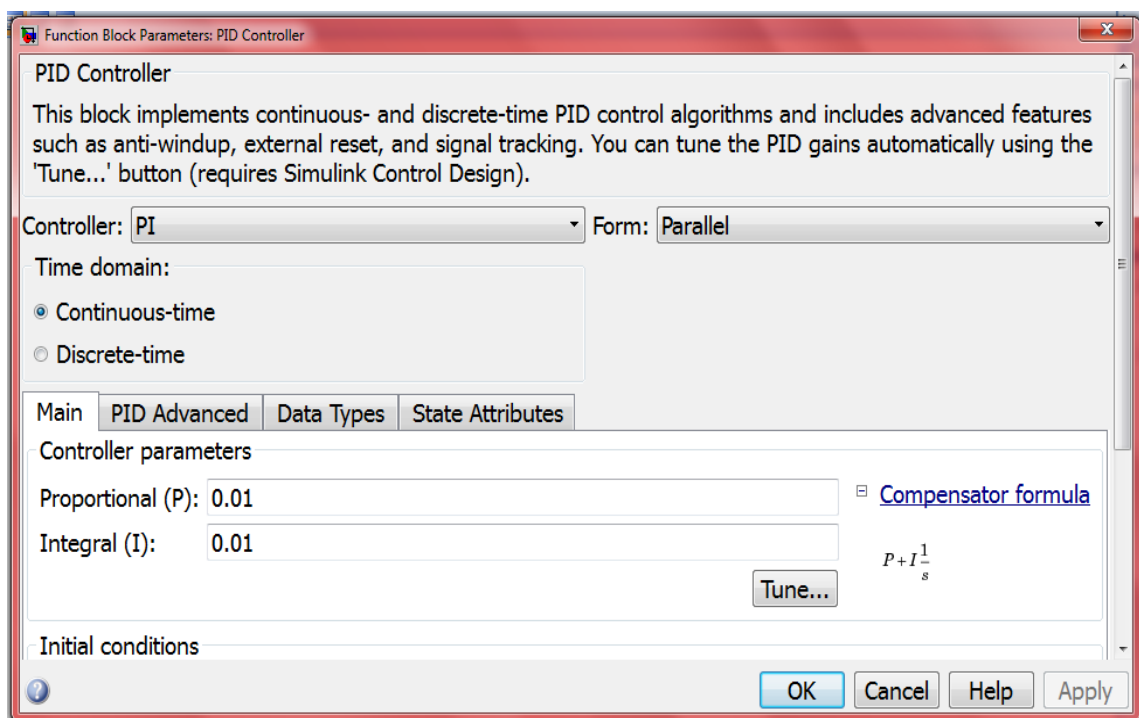 Function Block Parameters: PID Controller
x
PID Controller
This block implements continuous- and discrete-time PID control algorithms and includes advanced features
such as anti-windup, external reset, and signal tracking. You can tune the PID gains automatically using the
'Tune...' button (requires Simulink Control Design).
Controller: PI Form: Parallel
Time domain:
Continuous-time
Discrete-time
Main PID Advanced Data Types State Attributes
Controller parameters
Proportional (P): 0.01 Compensator formula
Integral (I): 0.01
P+I1/s
Tune...
Initial conditions
? OK Cancel Help Apply